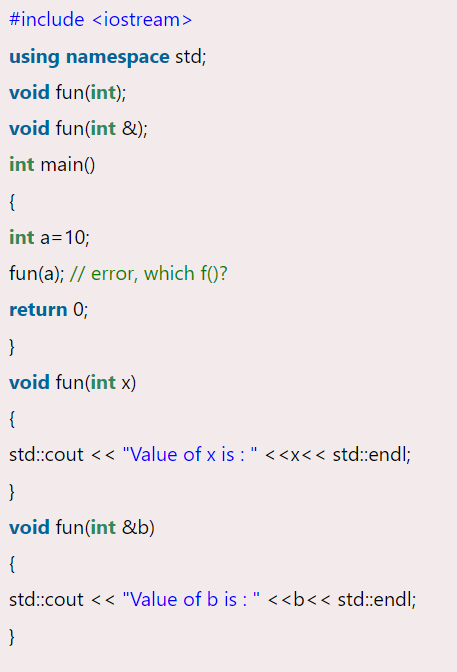 #include <iostream>
using namespace std;
void fun(int);
void fun(int &);
int main()
{
int a=10;
fun(a); // error, which f()?
return 0;
}
void fun(int x)
{
std::cout << "Value of x is : " <<x<< std::endl;
}
void fun(int &b)
{
std::cout << "Value of b is : " <<b<< std::endl;
}